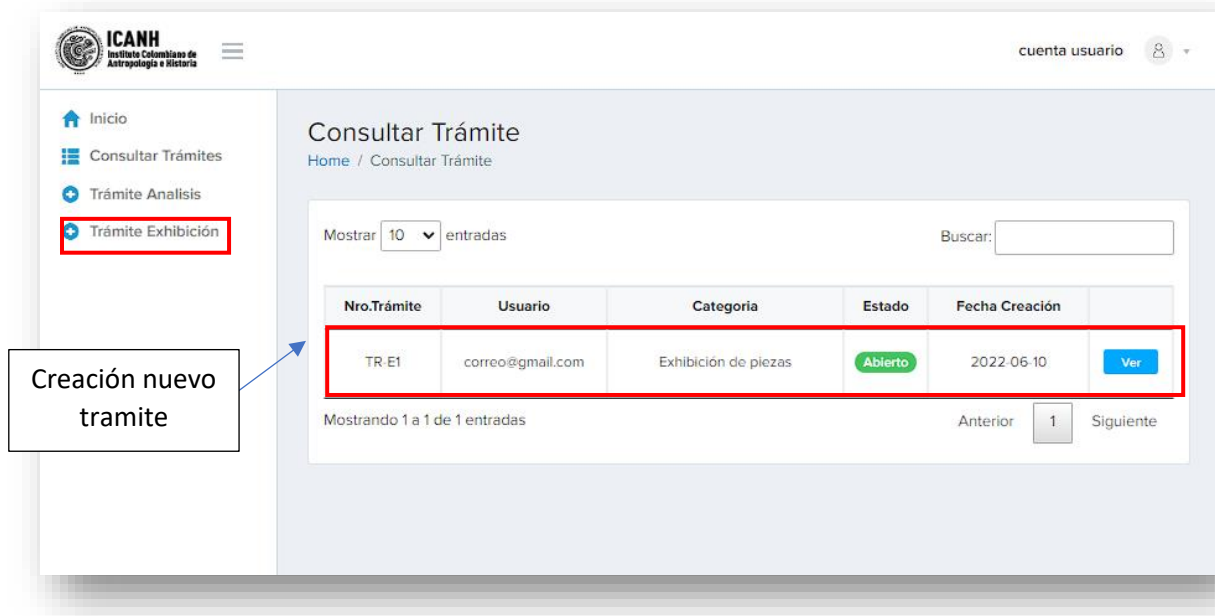 ICANH
Instituto Colombiano de
Antropología e Historia
cuenta usuario
Inicio
Consultar Trámites
Trámite Analisis
Trámite Exhibición
Consultar Trámite
Home / Consultar Trámite
Mostrar 10 entradas
Buscar:
Nro.Trámite Usuario Categoria Estado Fecha Creación
TR-E1 correo@gmail.com Exhibición de piezas Abierto 2022-06-10 Ver
Mostrando 1 a 1 de 1 entradas
Anterior 1 Siguiente
Creación nuevo
tramite